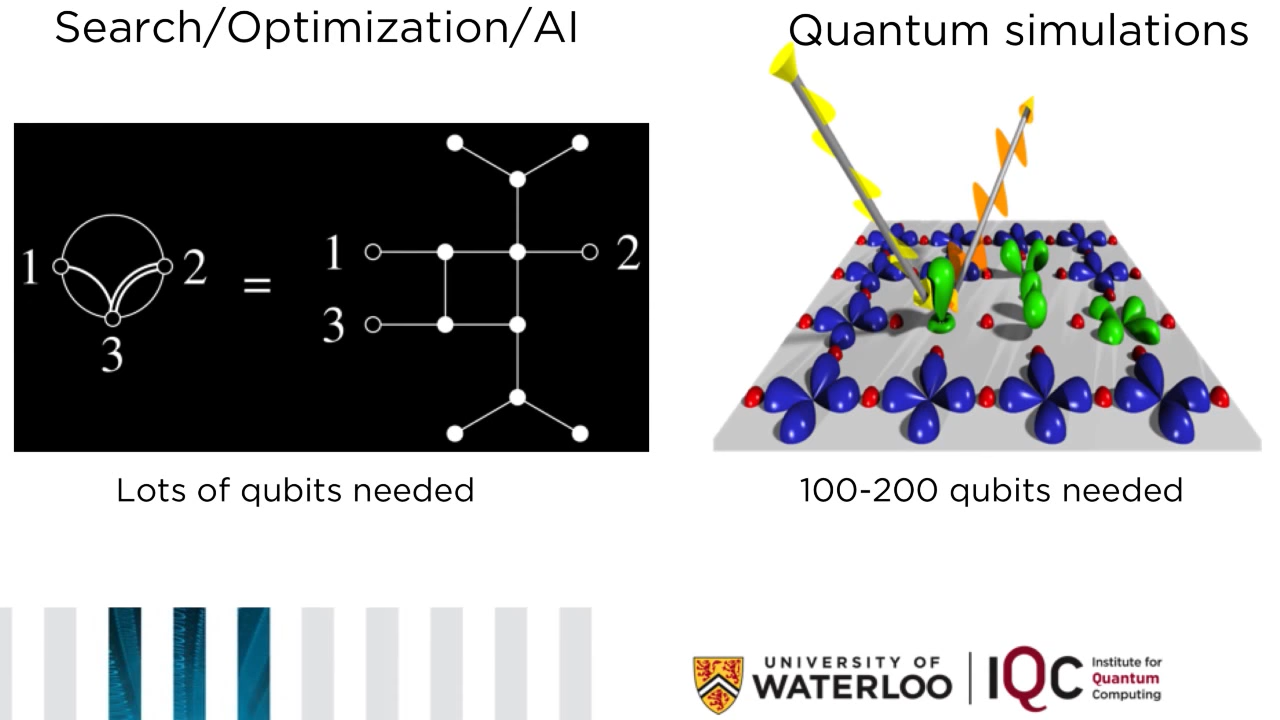 Search/Optimization/AI
Quantum simulations
1
2
3
=
1
2
3
Lots of qubits needed
100-200 qubits needed
UNIVERSITY OF
WATERLOO
IQC
Institute for
Quantum
Computing